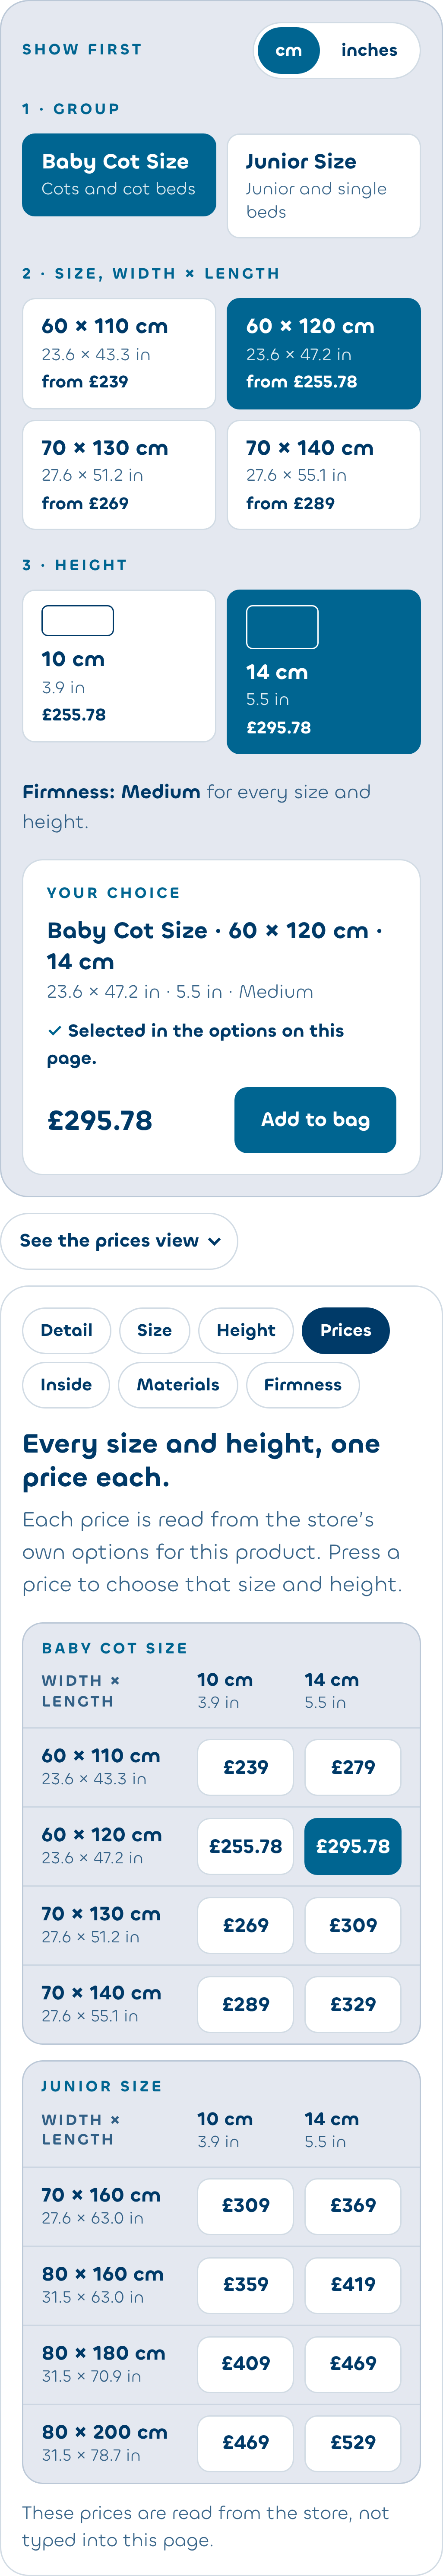 SHOW FIRST
cm
inches
1 · GROUP
Baby Cot Size
Cots and cot beds
Junior Size
Junior and single
beds
2 · SIZE, WIDTH × LENGTH
60 × 110 cm
23.6 × 43.3 in
from £239
60 × 120 cm
23.6 × 47.2 in
from £255.78
70 × 130 cm
27.6 × 51.2 in
from £269
70 × 140 cm
27.6 × 55.1 in
from £289
3 · HEIGHT
10 cm
3.9 in
£255.78
14 cm
5.5 in
£295.78
Firmness: Medium for every size and
height.
YOUR CHOICE
Baby Cot Size · 60 × 120 cm ·
14 cm
23.6 × 47.2 in · 5.5 in · Medium
✓ Selected in the options on this
page.
£295.78
Add to bag
See the prices view
Detail
Size
Height
Prices
Inside
Materials
Firmness
Every size and height, one
price each.
Each price is read from the store’s
own options for this product. Press a
price to choose that size and height.
BABY COT SIZE
WIDTH ×
LENGTH
10 cm
3.9 in
14 cm
5.5 in
60 × 110 cm
23.6 × 43.3 in
£239
£279
60 × 120 cm
23.6 × 47.2 in
£255.78
£295.78
70 × 130 cm
27.6 × 51.2 in
£269
£309
70 × 140 cm
27.6 × 55.1 in
£289
£329
JUNIOR SIZE
WIDTH ×
LENGTH
10 cm
3.9 in
14 cm
5.5 in
70 × 160 cm
27.6 × 63.0 in
£309
£369
80 × 160 cm
31.5 × 63.0 in
£359
£419
80 × 180 cm
31.5 × 70.9 in
£409
£469
80 × 200 cm
31.5 × 78.7 in
£469
£529
These prices are read from the store, not
typed into this page.